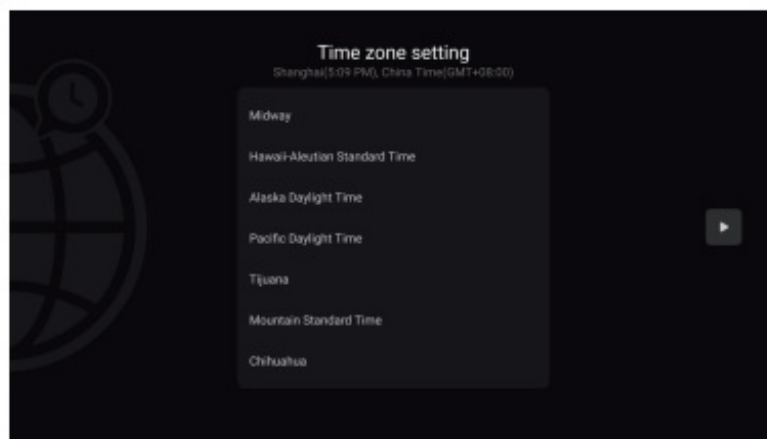 Time zone setting
Shanghai(5:09 PM), China Time(GMT+08:00)
Midway
Hawaii-Aleutian Standard Time
Alaska Daylight Time
Pacific Daylight Time
Tijuana
Mountain Standard Time
Chihuahua